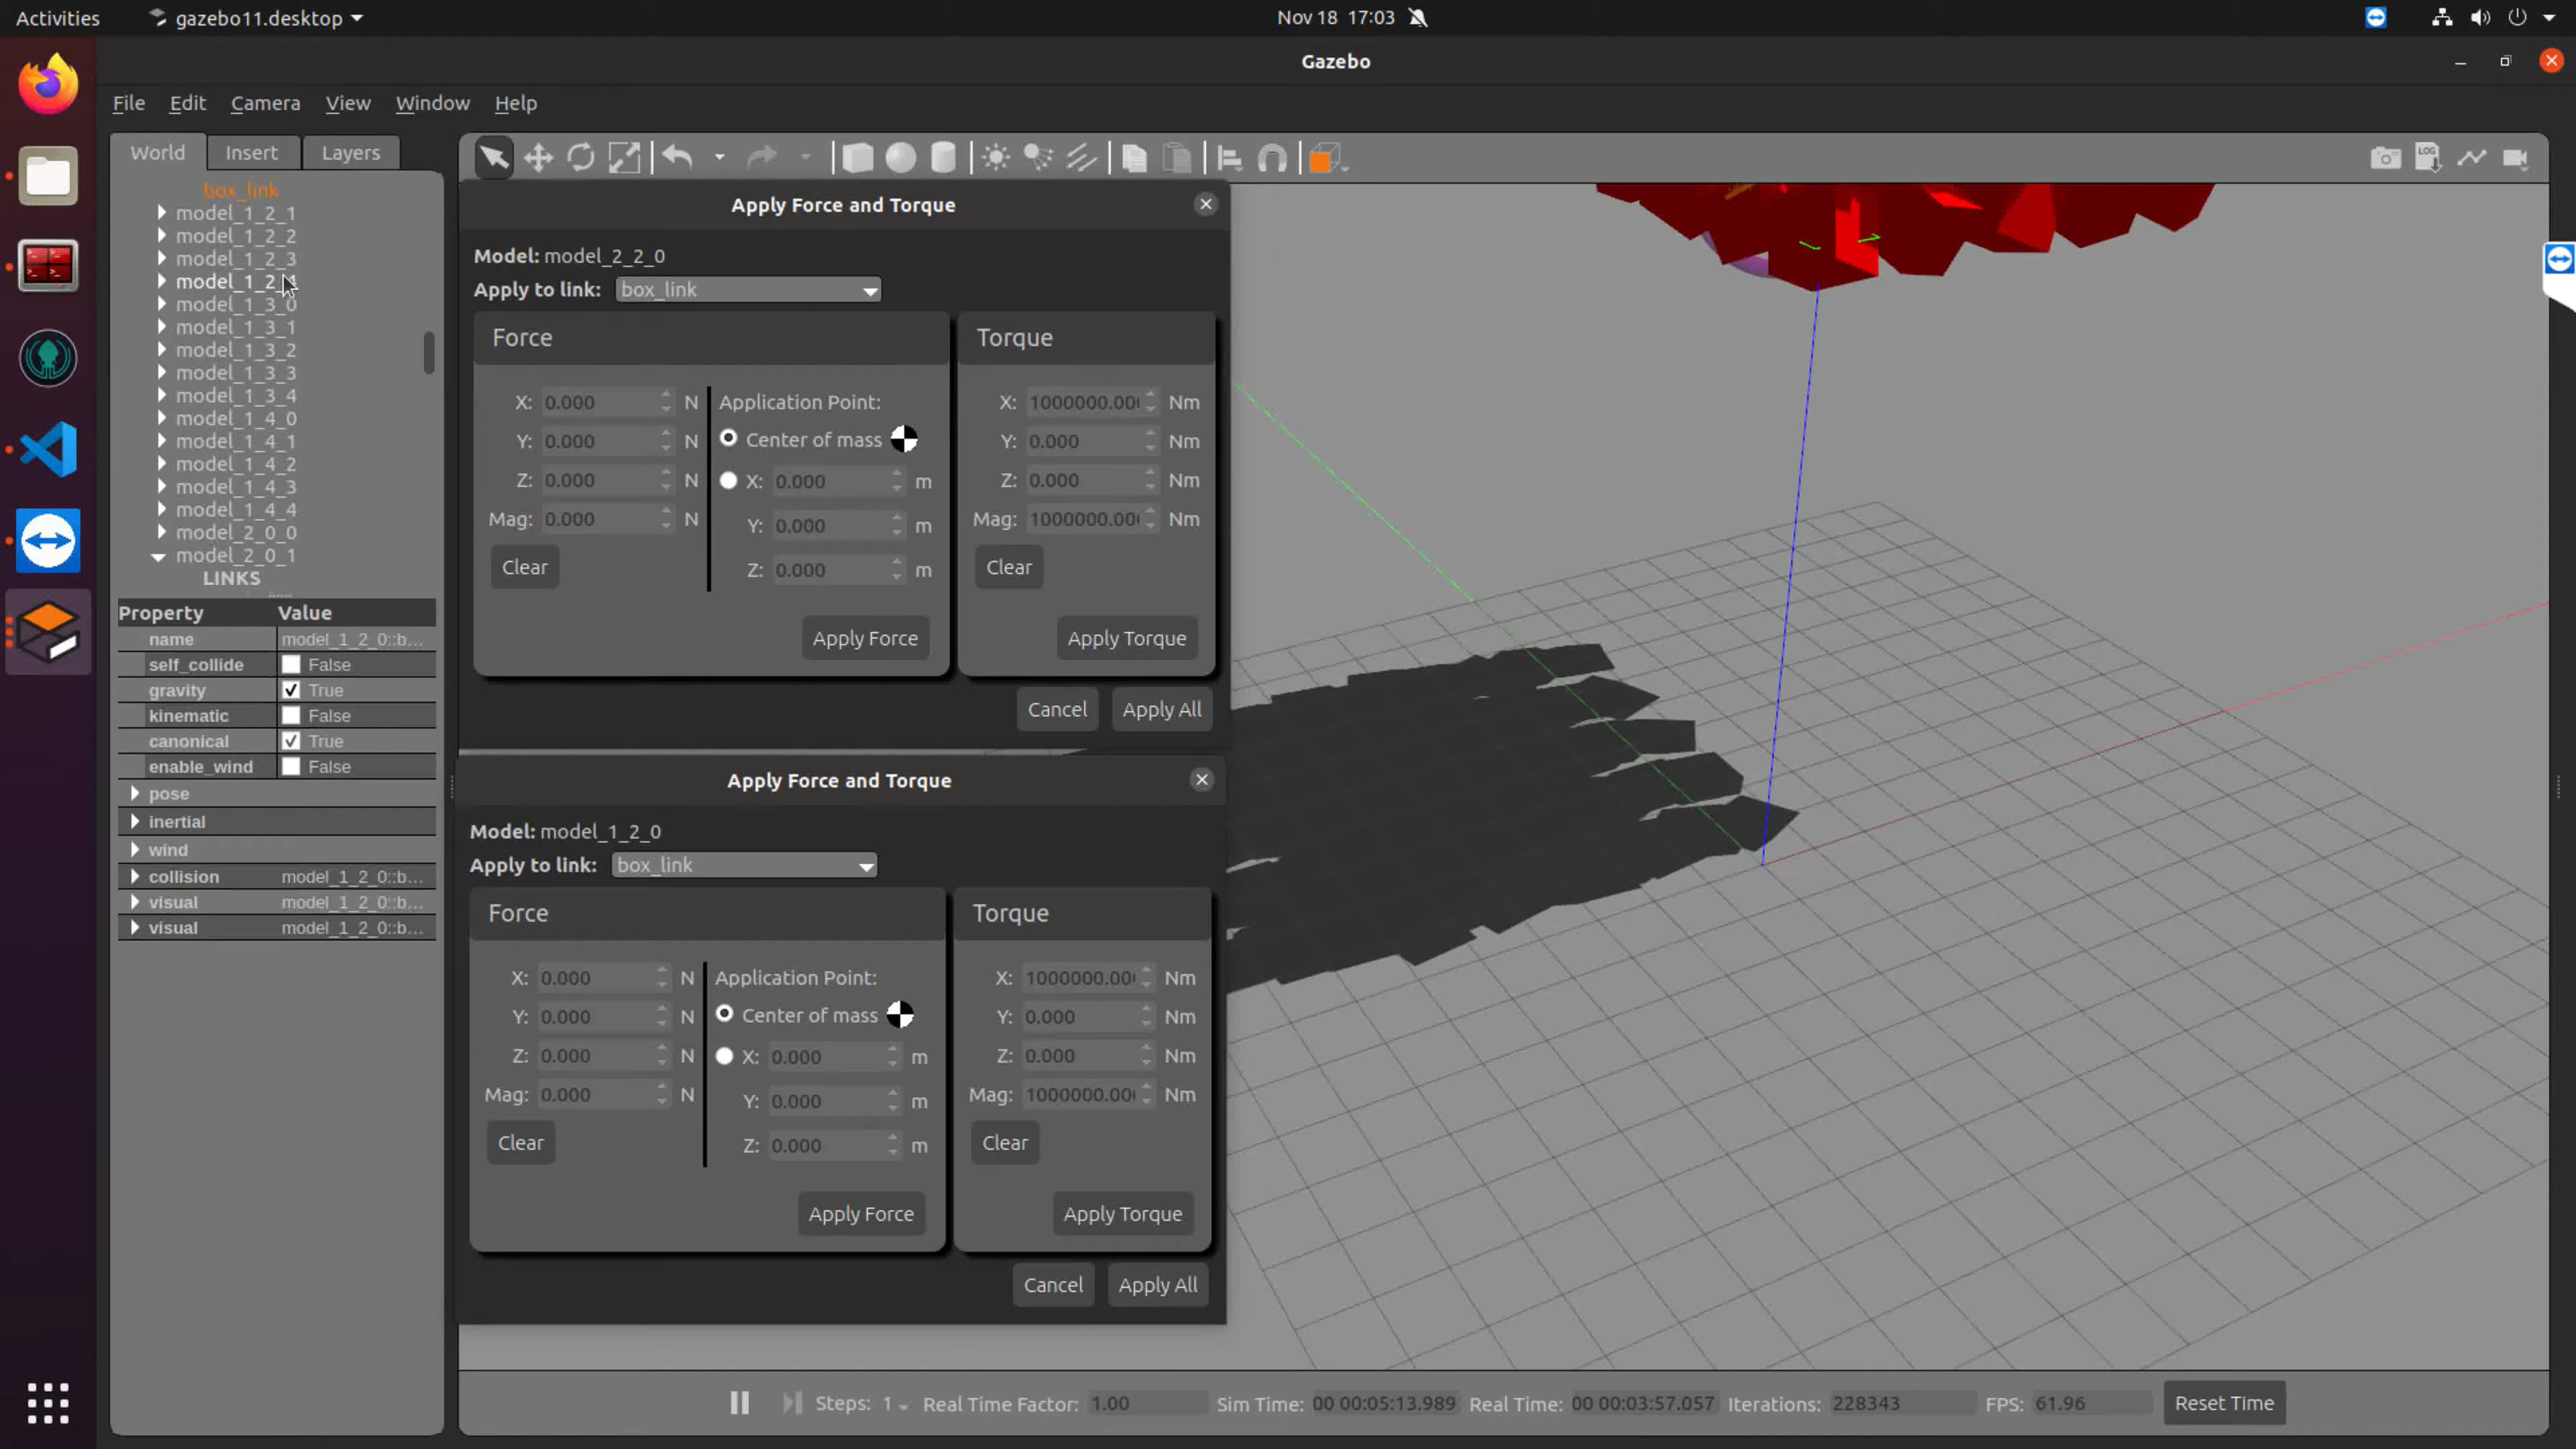 Activities
gazebo11.desktop
Nov 18 17:03
Gazebo
File Edit Camera View Window Help
World Insert Layers
box_link
model_1_2_1
model_1_2_2
model_1_2_3
model_1_2_4
model_1_3_0
model_1_3_1
model_1_3_2
model_1_3_3
model_1_3_4
model_1_4_0
model_1_4_1
model_1_4_2
model_1_4_3
model_1_4_4
model_2_0_0
model_2_0_1
LINKS
Property Value
name model_1_2_0::b...
self_collide False
gravity True
kinematic False
canonical True
enable_wind False
pose
inertial
wind
collision model_1_2_0::b...
visual model_1_2_0::b...
visual model_1_2_0::b...
LOG
Apply Force and Torque
Model: model_2_2_0
Apply to link: box_link
Force
X: 0.000 N
Y: 0.000 N
Z: 0.000 N
Mag: 0.000 N
Clear
Application Point:
Center of mass
X: 0.000 m
Y: 0.000 m
Z: 0.000 m
Apply Force
Torque
X: 1000000.00 Nm
Y: 0.000 Nm
Z: 0.000 Nm
Mag: 1000000.00 Nm
Clear
Apply Torque
Cancel Apply All
Apply Force and Torque
Model: model_1_2_0
Apply to link: box_link
Force
X: 0.000 N
Y: 0.000 N
Z: 0.000 N
Mag: 0.000 N
Clear
Application Point:
Center of mass
X: 0.000 m
Y: 0.000 m
Z: 0.000 m
Apply Force
Torque
X: 1000000.00 Nm
Y: 0.000 Nm
Z: 0.000 Nm
Mag: 1000000.00 Nm
Clear
Apply Torque
Cancel Apply All
Steps: 1 Real Time Factor: 1.00 Sim Time: 00 00:05:13.989 Real Time: 00 00:03:57.057 Iterations: 228343 FPS: 61.96 Reset Time